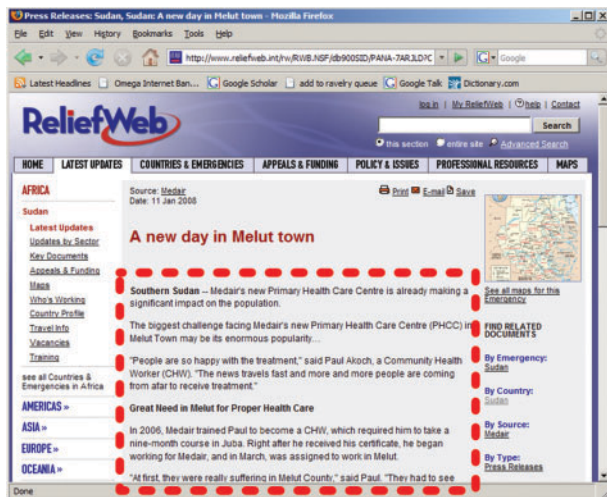 Press Releases: Sudan, Sudan: A new day in Melut town - Mozilla Firefox
File Edit View History Bookmarks Tools Help
http://www.reliefweb.int/rw/RWB.NSF/db900SID/PANA-7ARJLD?C
Google
Latest Headlines Omega Internet Ban... Google Scholar add to ravelry queue Google Talk Dictionary.com
log in | My ReliefWeb | help | Contact
ReliefWeb
Search
this section entire site Advanced Search
HOME LATEST UPDATES COUNTRIES & EMERGENCIES APPEALS & FUNDING POLICY & ISSUES PROFESSIONAL RESOURCES MAPS
AFRICA
Sudan
Latest Updates
Updates by Sector
Key Documents
Appeals & Funding
Maps
Who's Working
Country Profile
Travel Info
Vacancies
Training
see all Countries &
Emergencies in Africa
AMERICAS »
ASIA »
EUROPE »
OCEANIA »
Source: Medair
Date: 11 Jan 2008
Print E-mail Save
A new day in Melut town
Southern Sudan -- Medair's new Primary Health Care Centre is already making a
significant impact on the population.
The biggest challenge facing Medair's new Primary Health Care Centre (PHCC) in
Melut Town may be its enormous popularity…
"People are so happy with the treatment," said Paul Akoch, a Community Health
Worker (CHW). "The news travels fast and more and more people are coming
from afar to receive treatment."
Great Need in Melut for Proper Health Care
In 2006, Medair trained Paul to become a CHW, which required him to take a
nine-month course in Juba. Right after he received his certificate, he began
working for Medair, and in March, was assigned to work in Melut.
"At first, they were really suffering in Melut County," said Paul. "They had to see
See all maps for this
Emergency
FIND RELATED
DOCUMENTS
By Emergency:
Sudan
By Country:
Sudan
By Source:
Medair
By Type:
Press Releases
Done